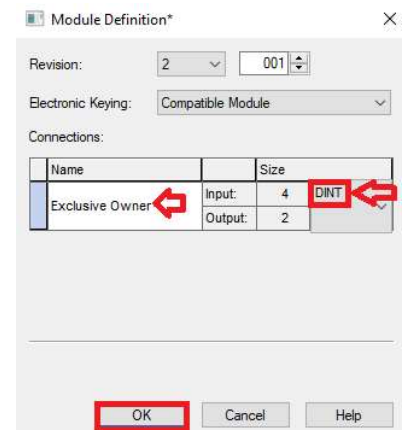 Module Definition*
Revision: 2 001
Electronic Keying: Compatible Module
Connections:
Name Size
Exclusive Owner Input: 4 DINT
Output: 2
OK Cancel Help